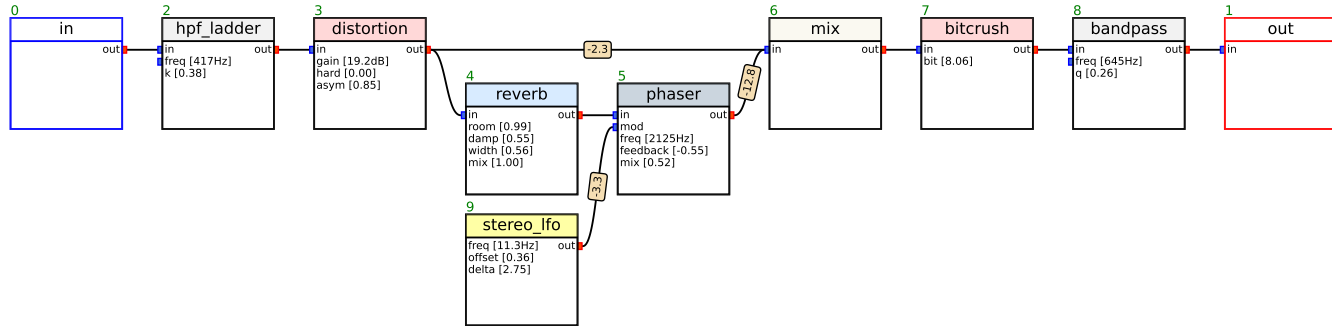 0
in
out
2
hpf_ladder
in out
freq [417Hz]
k [0.38]
3
distortion
in out
gain [19.2dB]
hard [0.00]
asym [0.85]
-2.3
6
mix
in out
7
bitcrush
in out
bit [8.06]
8
bandpass
in out
freq [645Hz]
q [0.26]
1
out
in
4
reverb
in out
room [0.99]
damp [0.55]
width [0.56]
mix [1.00]
5
phaser
in out
mod
freq [2125Hz]
feedback [-0.55]
mix [0.52]
-12.8
-3.3
9
stereo_lfo
freq [11.3Hz] out
offset [0.36]
delta [2.75]